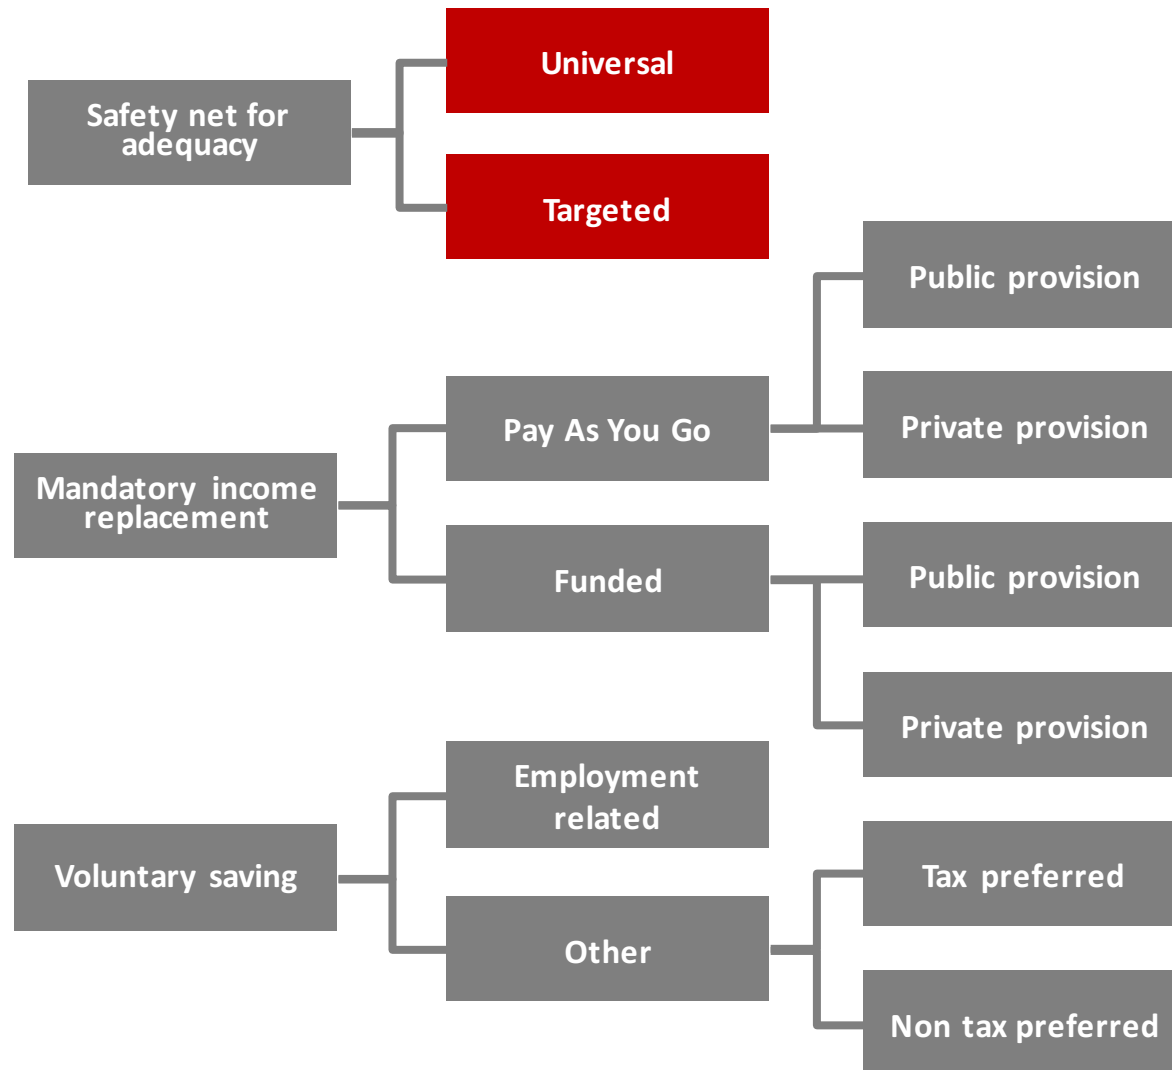 Universal
Safety net for
adequacy
Targeted
Public provision
Pay As You Go
Private provision
Mandatory income
replacement
Funded
Public provision
Private provision
Employment
related
Voluntary saving
Tax preferred
Other
Non tax preferred